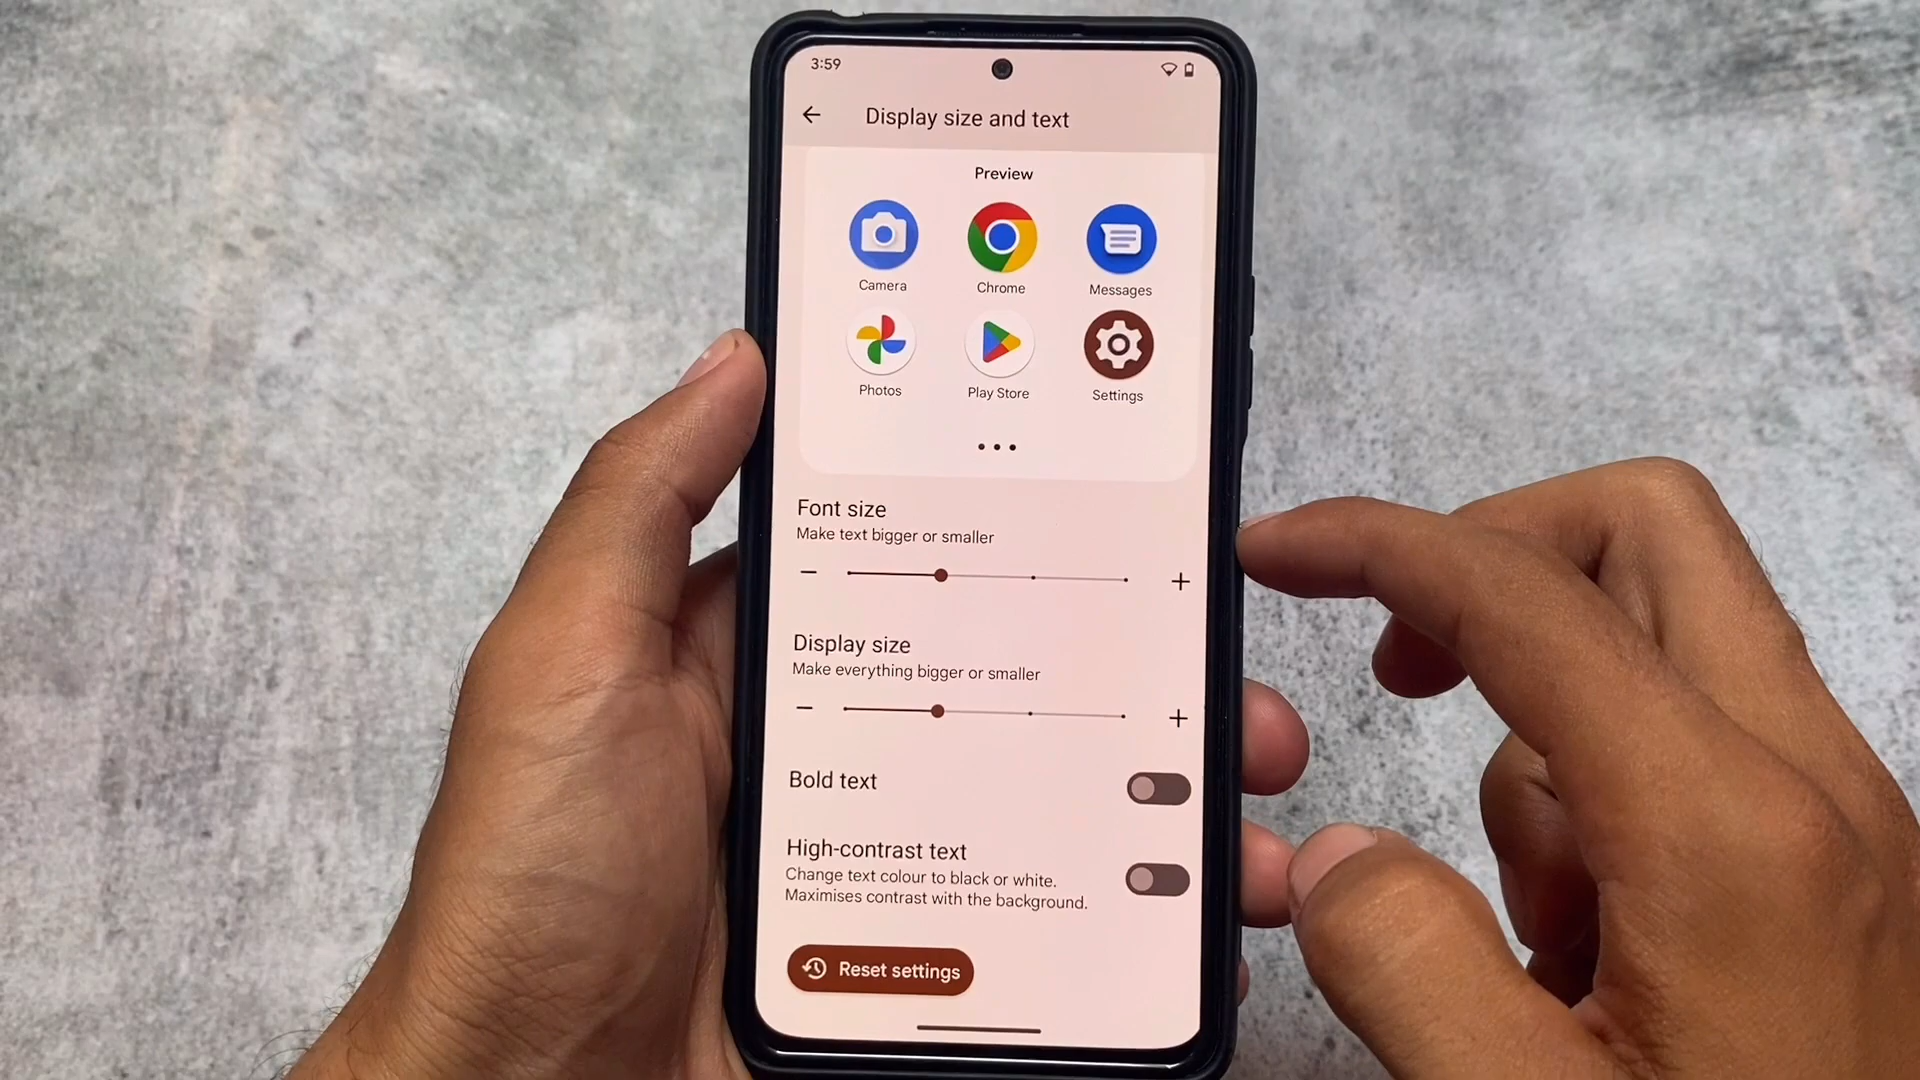 3:59
Display size and text
Preview
Camera
Chrome
Messages
Photos
Play Store
Settings
Font size
Make text bigger or smaller
Display size
Make everything bigger or smaller
Bold text
High-contrast text
Change text colour to black or white.
Maximises contrast with the background.
Reset settings